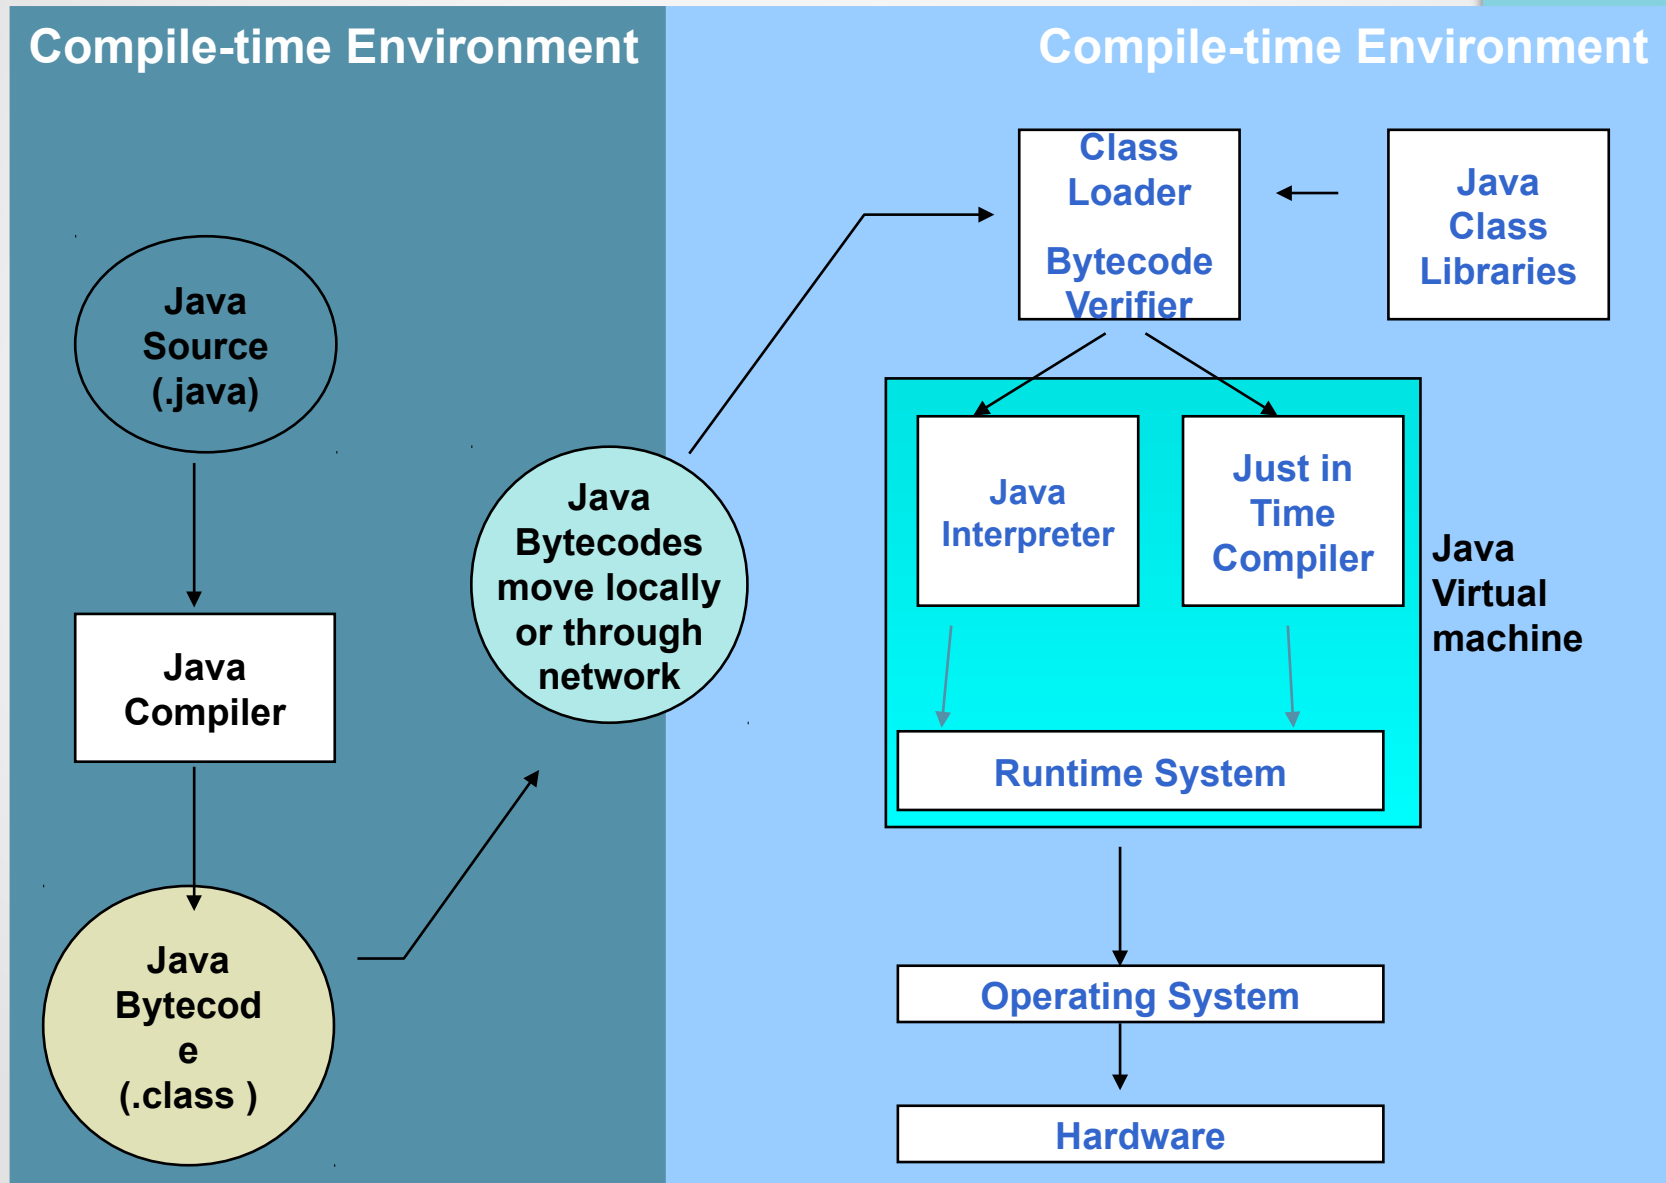 Compile-time Environment
Compile-time Environment
Java
Source
(.java)
Java
Compiler
Java
Bytecod
e
(.class )
Java
Bytecodes
move locally
or through
network
Class
Loader
Bytecode
Verifier
Java
Class
Libraries
Java
Interpreter
Just in
Time
Compiler
Java
Virtual
machine
Runtime System
Operating System
Hardware